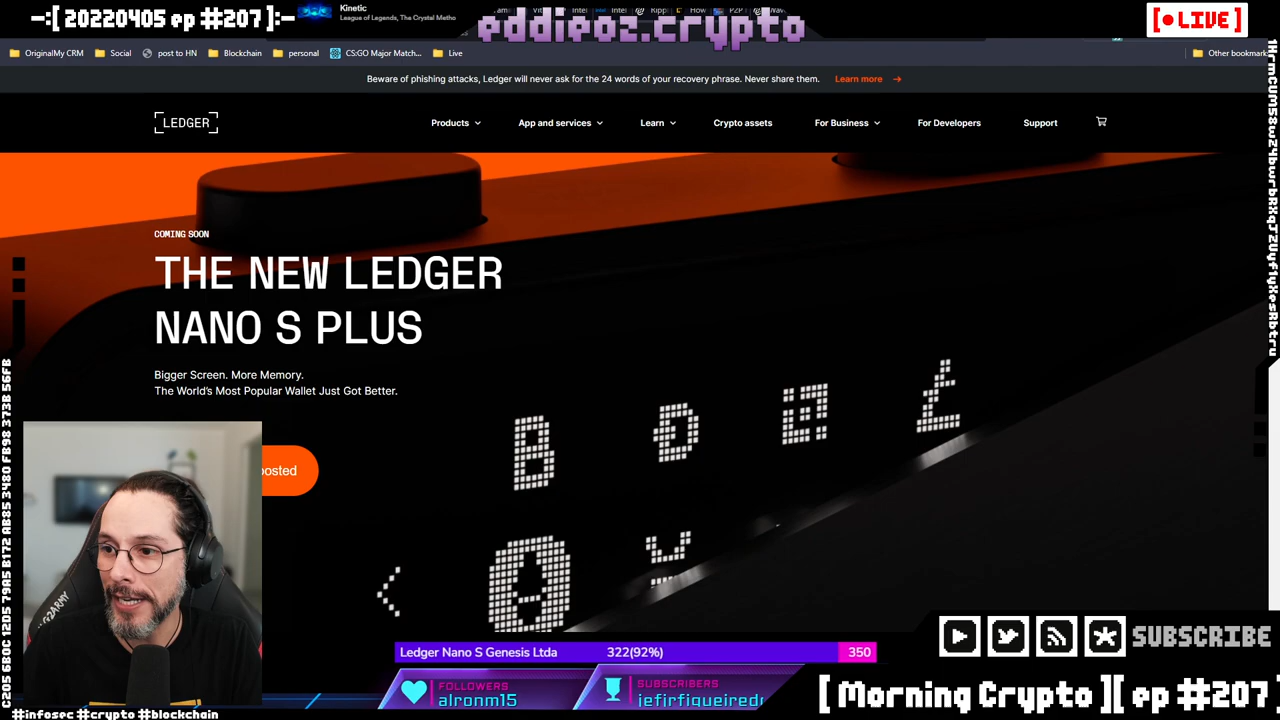 -:[ 20220405 ep #207]:-
Kinetic
League of Legends, The Crystal Metho
eddieoz.crypto
[•LIVE]
OriginalMy CRM
Social
post to HN
Blockchain
personal
CS:GO Major Match...
Live
Other bookmark
Beware of phishing attacks, Ledger will never ask for the 24 words of your recovery phrase. Never share them. Learn more →
[LEDGER]
Products
App and services
Learn
Crypto assets
For Business
For Developers
Support
COMING SOON
THE NEW LEDGER
NANO S PLUS
Bigger Screen. More Memory.
The World's Most Popular Wallet Just Got Better.
posted
Ledger Nano S Genesis Ltda 322(92%) 350
FOLLOWERS
alronm15
SUBSCRIBERS
iefirfigueired
SUBSCRIBE
[Morning Crypto][ep #207]
#infosec #crypto #blockchain